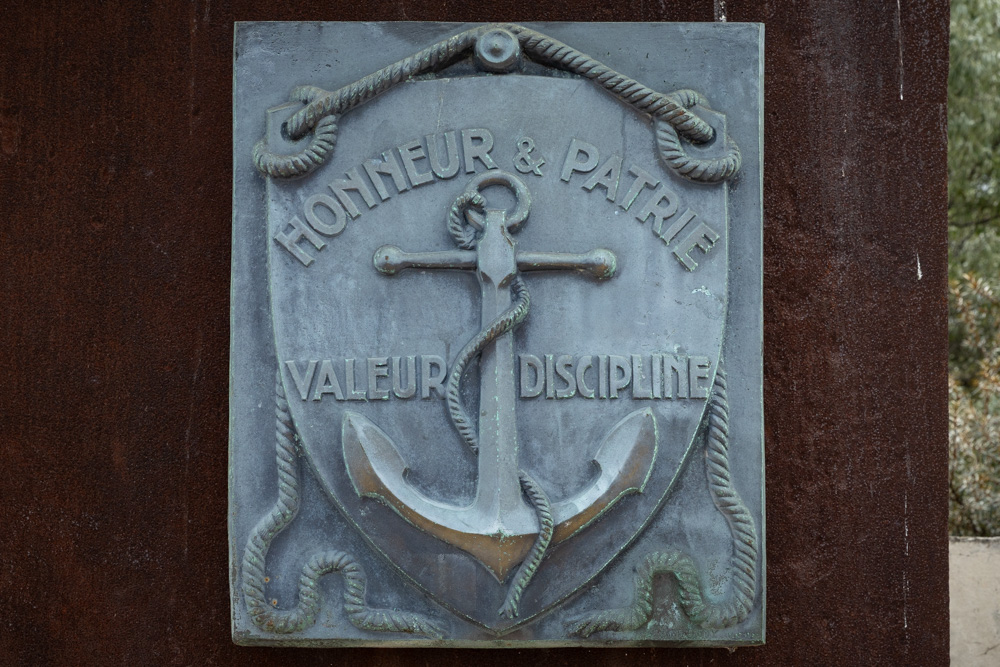 HONNEUR & PATRIE
VALEUR DISCIPLINE